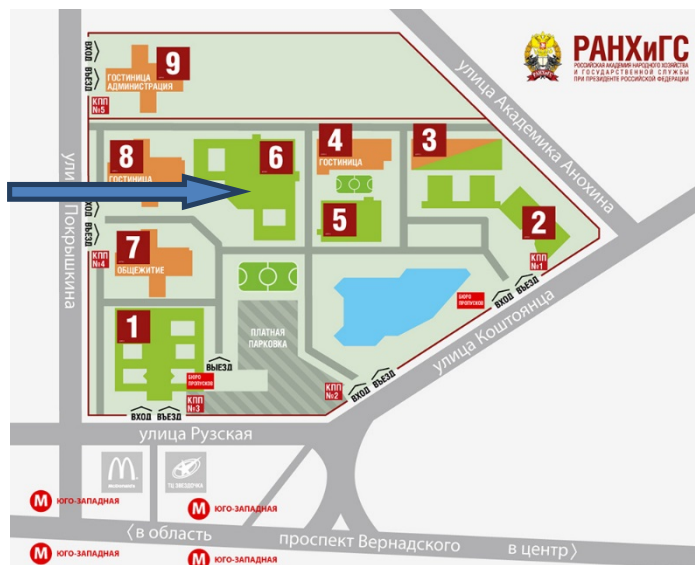 РАНХиГС
РОССИЙСКАЯ АКАДЕМИЯ НАРОДНОГО ХОЗЯЙСТВА
И ГОСУДАРСТВЕННОЙ СЛУЖБЫ
ПРИ ПРЕЗИДЕНТЕ РОССИЙСКОЙ ФЕДЕРАЦИИ
улица Академика Анохина
ВХОД
ВЪЕЗД
9
ГОСТИНИЦА
АДМИНИСТРАЦИЯ
КПП
№5
8
ГОСТИНИЦА
6
4
ГОСТИНИЦА
3
5
2
КПП
№1
ВХОД
ВЪЕЗД
БЮРО
ПРОПУСКОВ
ВХОД
ВЪЕЗД
КПП
№4
7
ОБЩЕЖИТИЕ
Покрышкина
1
ПЛАТНАЯ
ПАРКОВКА
ВЫЕЗД
БЮРО
ПРОПУСКОВ
КПП
№3
КПП
№2
ВХОД
ВЪЕЗД
ВХОД
ВЪЕЗД
улица Коштоянца
улица Рузская
М ЮГО-ЗАПАДНАЯ
М ЮГО-ЗАПАДНАЯ
⟨в область
проспект Вернадского
в центр⟩
М ЮГО-ЗАПАДНАЯ
М ЮГО-ЗАПАДНАЯ